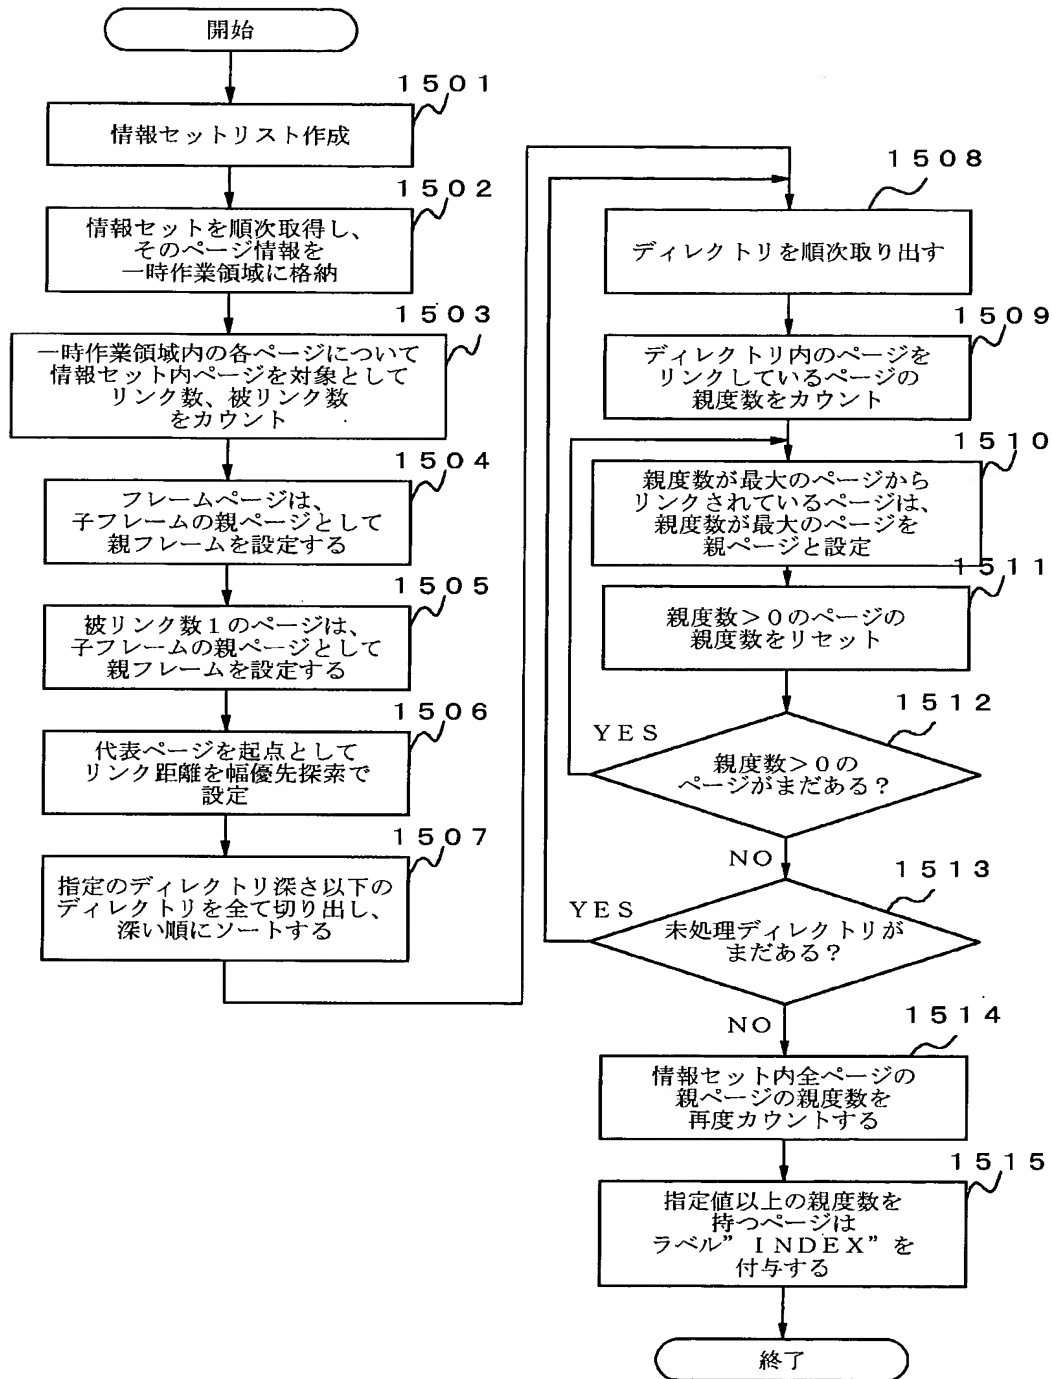 開始
1501
情報セットリスト作成
1502
情報セットを順次取得し、
そのページ情報を
一時作業領域に格納
1503
一時作業領域内の各ページについて
情報セット内ページを対象として
リンク数、被リンク数
をカウント
1504
フレームページは、
子フレームの親ページとして
親フレームを設定する
1505
被リンク数1のページは、
子フレームの親ページとして
親フレームを設定する
1506
代表ページを起点として
リンク距離を幅優先探索で
設定
1507
指定のディレクトリ深さ以下の
ディレクトリを全て切り出し、
深い順にソートする
1508
ディレクトリを順次取り出す
1509
ディレクトリ内のページを
リンクしているページの
親度数をカウント
1510
親度数が最大のページから
リンクされているページは、
親度数が最大のページを
親ページと設定
1511
親度数>0のページの
親度数をリセット
1512
YES
親度数>0の
ページがまだある?
NO
1513
YES
未処理ディレクトリが
まだある?
NO
1514
情報セット内全ページの
親ページの親度数を
再度カウントする
1515
指定値以上の親度数を
持つページは
ラベル”INDEX”を
付与する
終了